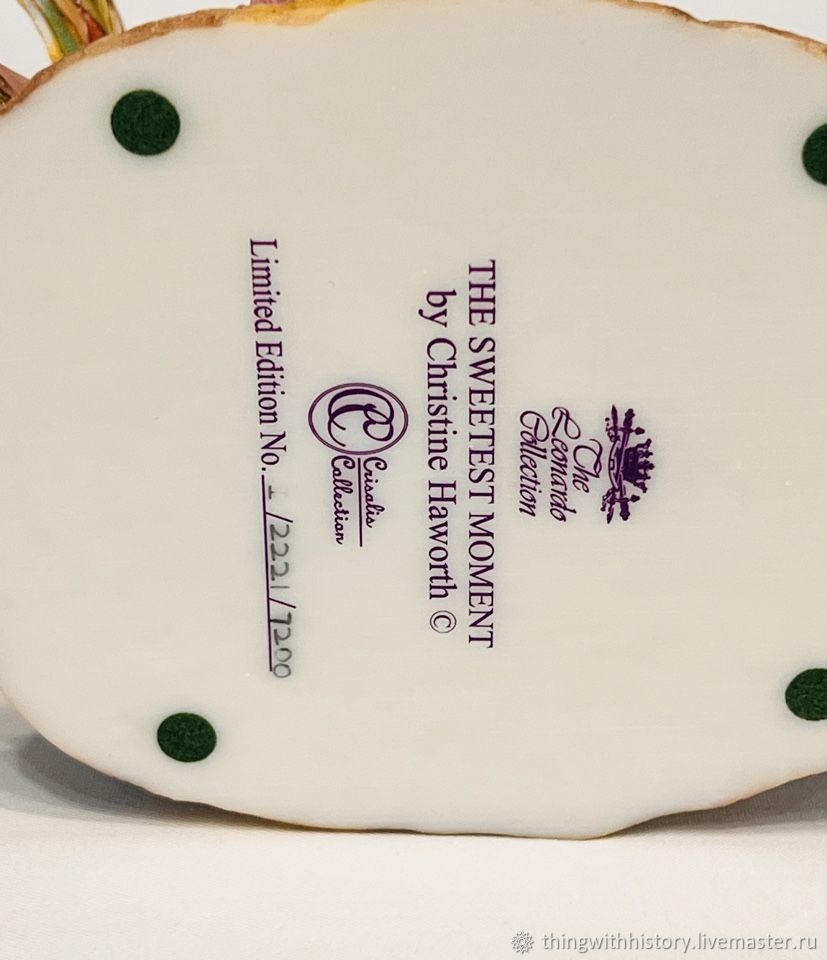 The
Leonardo
Collection
THE SWEETEST MOMENT
by Christine Haworth ©
Crisalis
Collection
Limited Edition No. 1/2221/7200
thingwithhistory.livemaster.ru